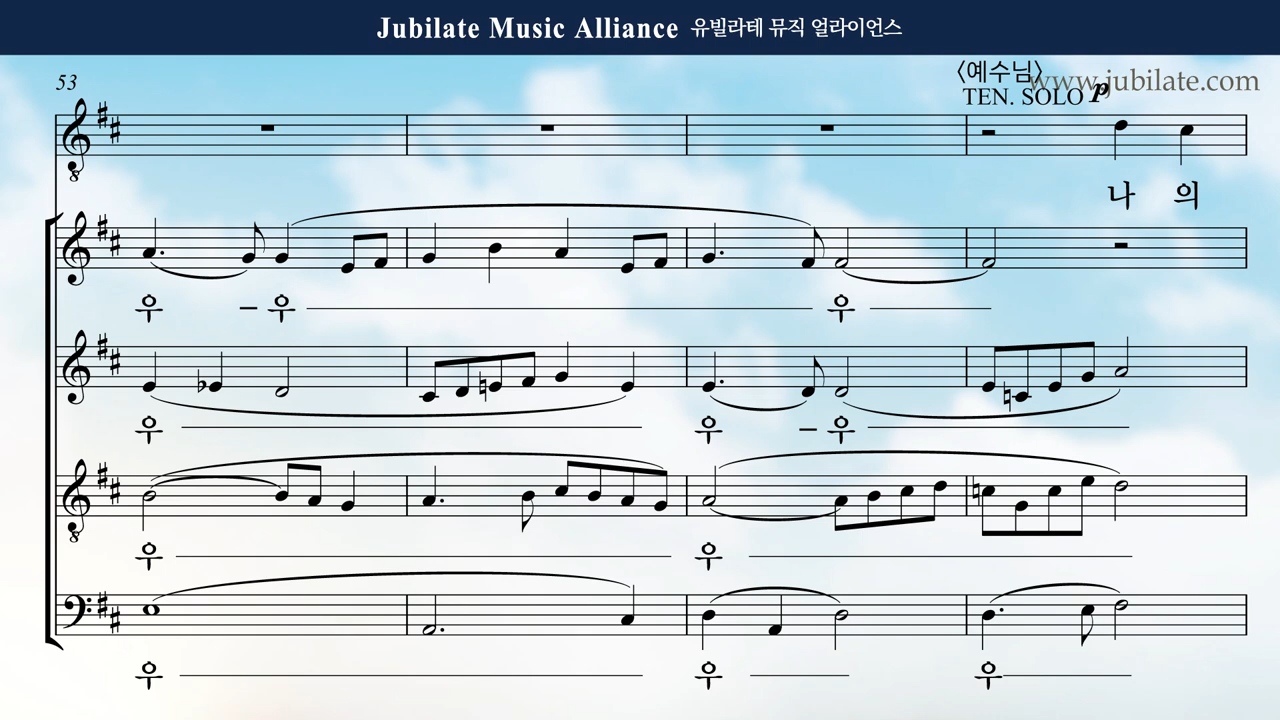 Jubilate Music Alliance 유빌라테 뮤직 얼라이언스
53
〈예수님〉
www.jubilate.com
TEN. SOLO p
나 의
우 – 우 우
우 우 – 우
우 우
우 우 우